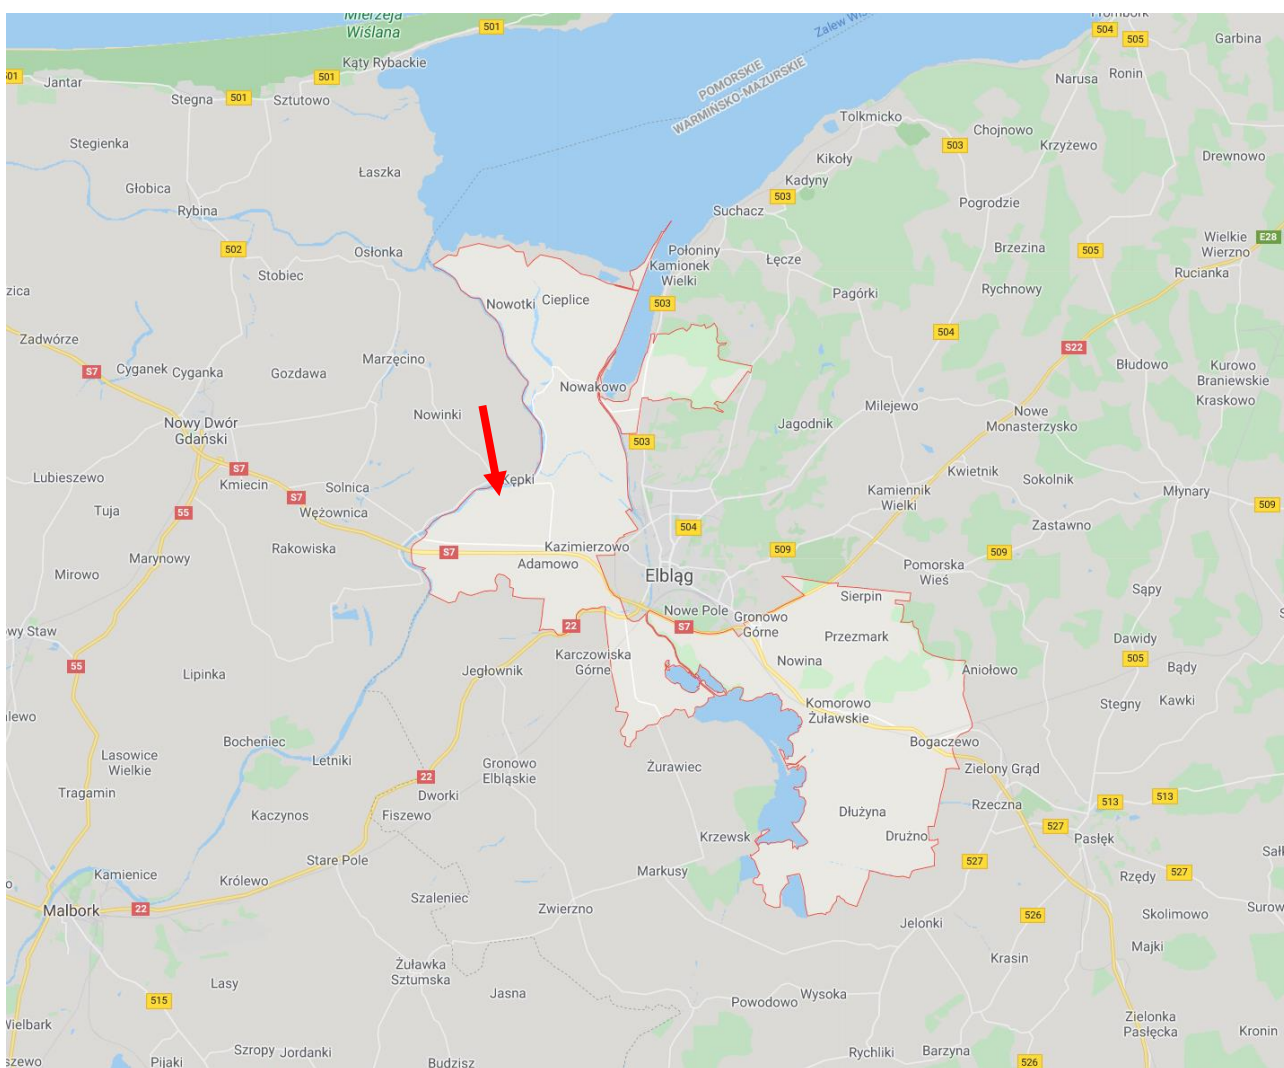 Mierzeja
Wiślana
501
Zalew Wiś
Frombork
504
505
Garbina
Kąty Rybackie
501
Jantar
501
Stegna
501
Sztutowo
POMORSKIE
WARMIŃSKO-MAZURSKIE
Narusa
Ronin
Tolkmicko
Chojnowo
503
Krzyżewo
Drewnowo
Stegienka
Łaszka
Kikoły
Kadyny
503
Głobica
Rybina
Suchacz
Pogrodzie
502
Osłonka
Połoniny
Kamionek
Wielki
Łęcze
Brzezina
505
Wielkie
Wierzno
E28
Rucianka
Stobiec
zica
Nowotki
Cieplice
503
Pagórki
Rychnowy
Zadwórze
504
S22
Marzęcino
S7
Cyganek
Cyganka
Gozdawa
Błudowo
Kurowo
Braniewskie
Kraskowo
Nowakowo
Nowinki
Milejewo
Nowe
Monasterzysko
Nowy Dwór
Gdański
Jagodnik
503
S7
Kmiecin
Lubieszewo
Solnica
Kępki
Kwietnik
Sokolnik
Kamiennik
Wielki
Młynary
509
Tuja
55
S7
Wężownica
504
Zastawno
Marynowy
Rakowiska
S7
Kazimierzowo
Adamowo
509
509
Mirowo
Elbląg
Pomorska
Wieś
Sierpin
Sąpy
Nowe Pole
Gronowo
Górne
22
S7
Przezmark
owy Staw
Dawidy
505
55
Karczowiska
Górne
Nowina
Bądy
Lipinka
Jegłownik
Aniołowo
Komorowo
Żuławskie
Stegny
Kawki
lewo
Bocheniec
Bogaczewo
Lasowice
Wielkie
Letniki
Gronowo
Elbląskie
Żurawiec
Zielony Grąd
22
Tragamin
Dworki
513
513
Kaczynos
Fiszewo
Dłużyna
Rzeczna
527
Krzewsk
Drużno
Pasłęk
Stare Pole
527
Kamienice
Królewo
Markusy
Rzędy
527
Szaleniec
Malbork
22
Zwierzno
526
Skolimowo
Surow
Jelonki
Majki
Żuławka
Sztumska
Krasin
Lasy
Jasna
515
Powodowo
Wysoka
Zielonka
Pasłęcka
Wielbark
Kronin
Szropy
Jordanki
Rychliki
Barzyna
szewo
Pijaki
Budzisz
526